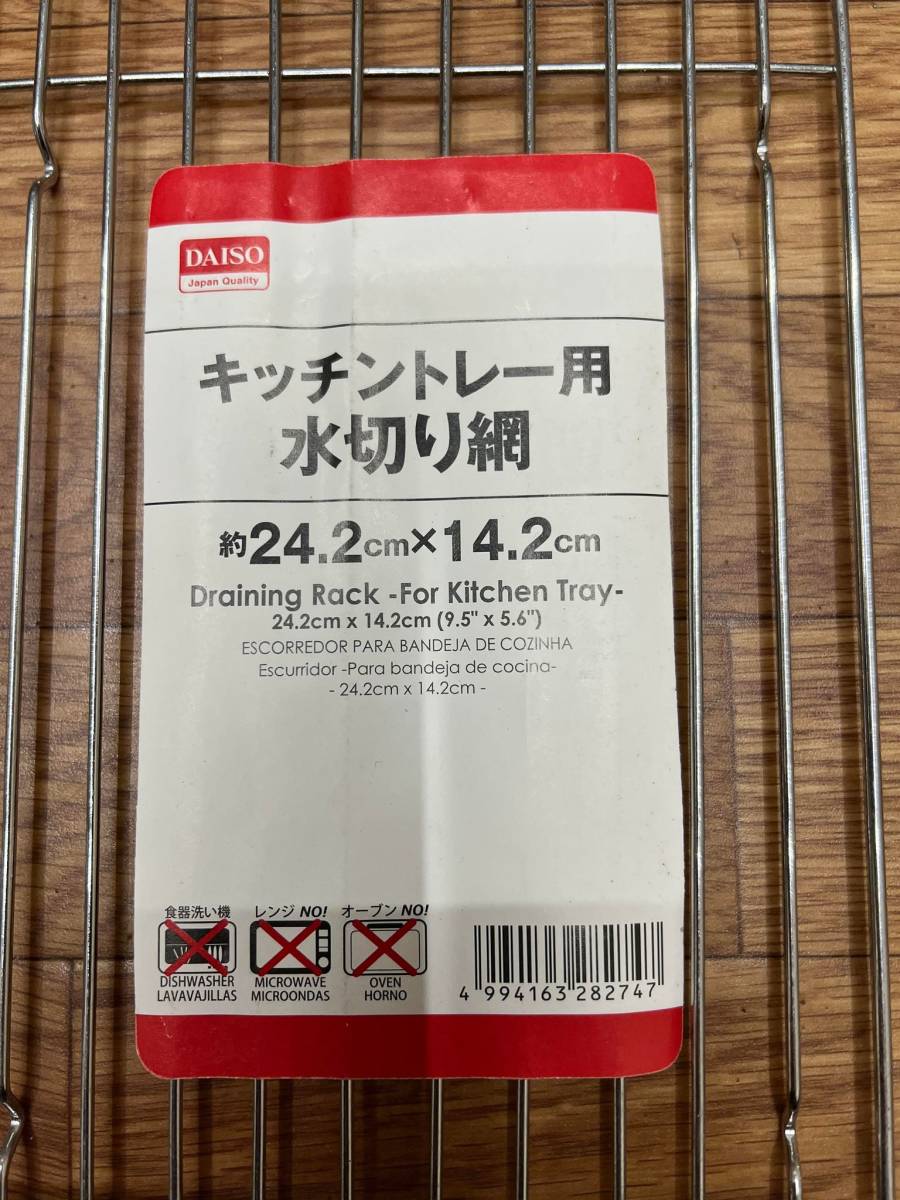 DAISO
Japan Quality
キッチントレー用
水切り網
約24.2cm×14.2cm
Draining Rack -For Kitchen Tray-
24.2cm x 14.2cm (9.5" x 5.6")
ESCORREDOR PARA BANDEJA DE COZINHA
Escurridor -Para bandeja de cocina-
- 24.2cm x 14.2cm -
食器洗い機 レンジ NO! オーブン NO!
DISHWASHER MICROWAVE OVEN
LAVAVAJILLAS MICROONDAS HORNO
4 994163 282747